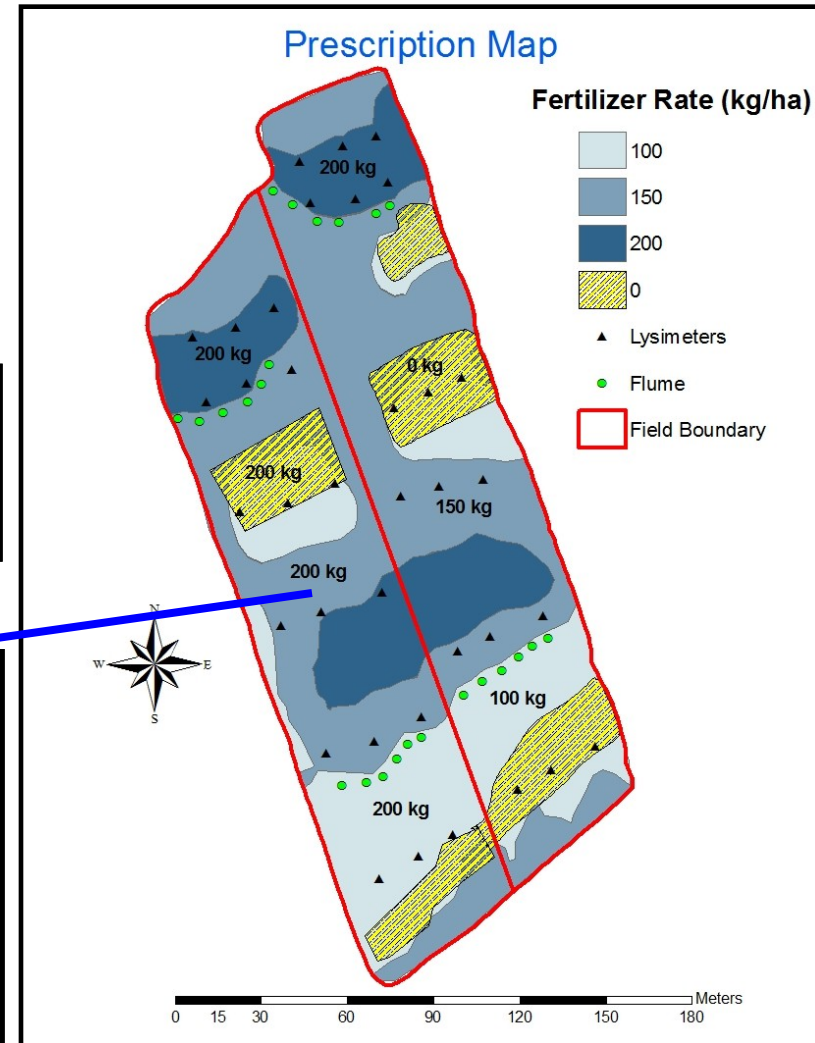 Prescription Map
Fertilizer Rate (kg/ha)
100
150
200
0
Lysimeters
Flume
Field Boundary
200 kg
200 kg
0 kg
200 kg
150 kg
200 kg
100 kg
200 kg
N
W E
S
Meters
0 15 30 60 90 120 150 180